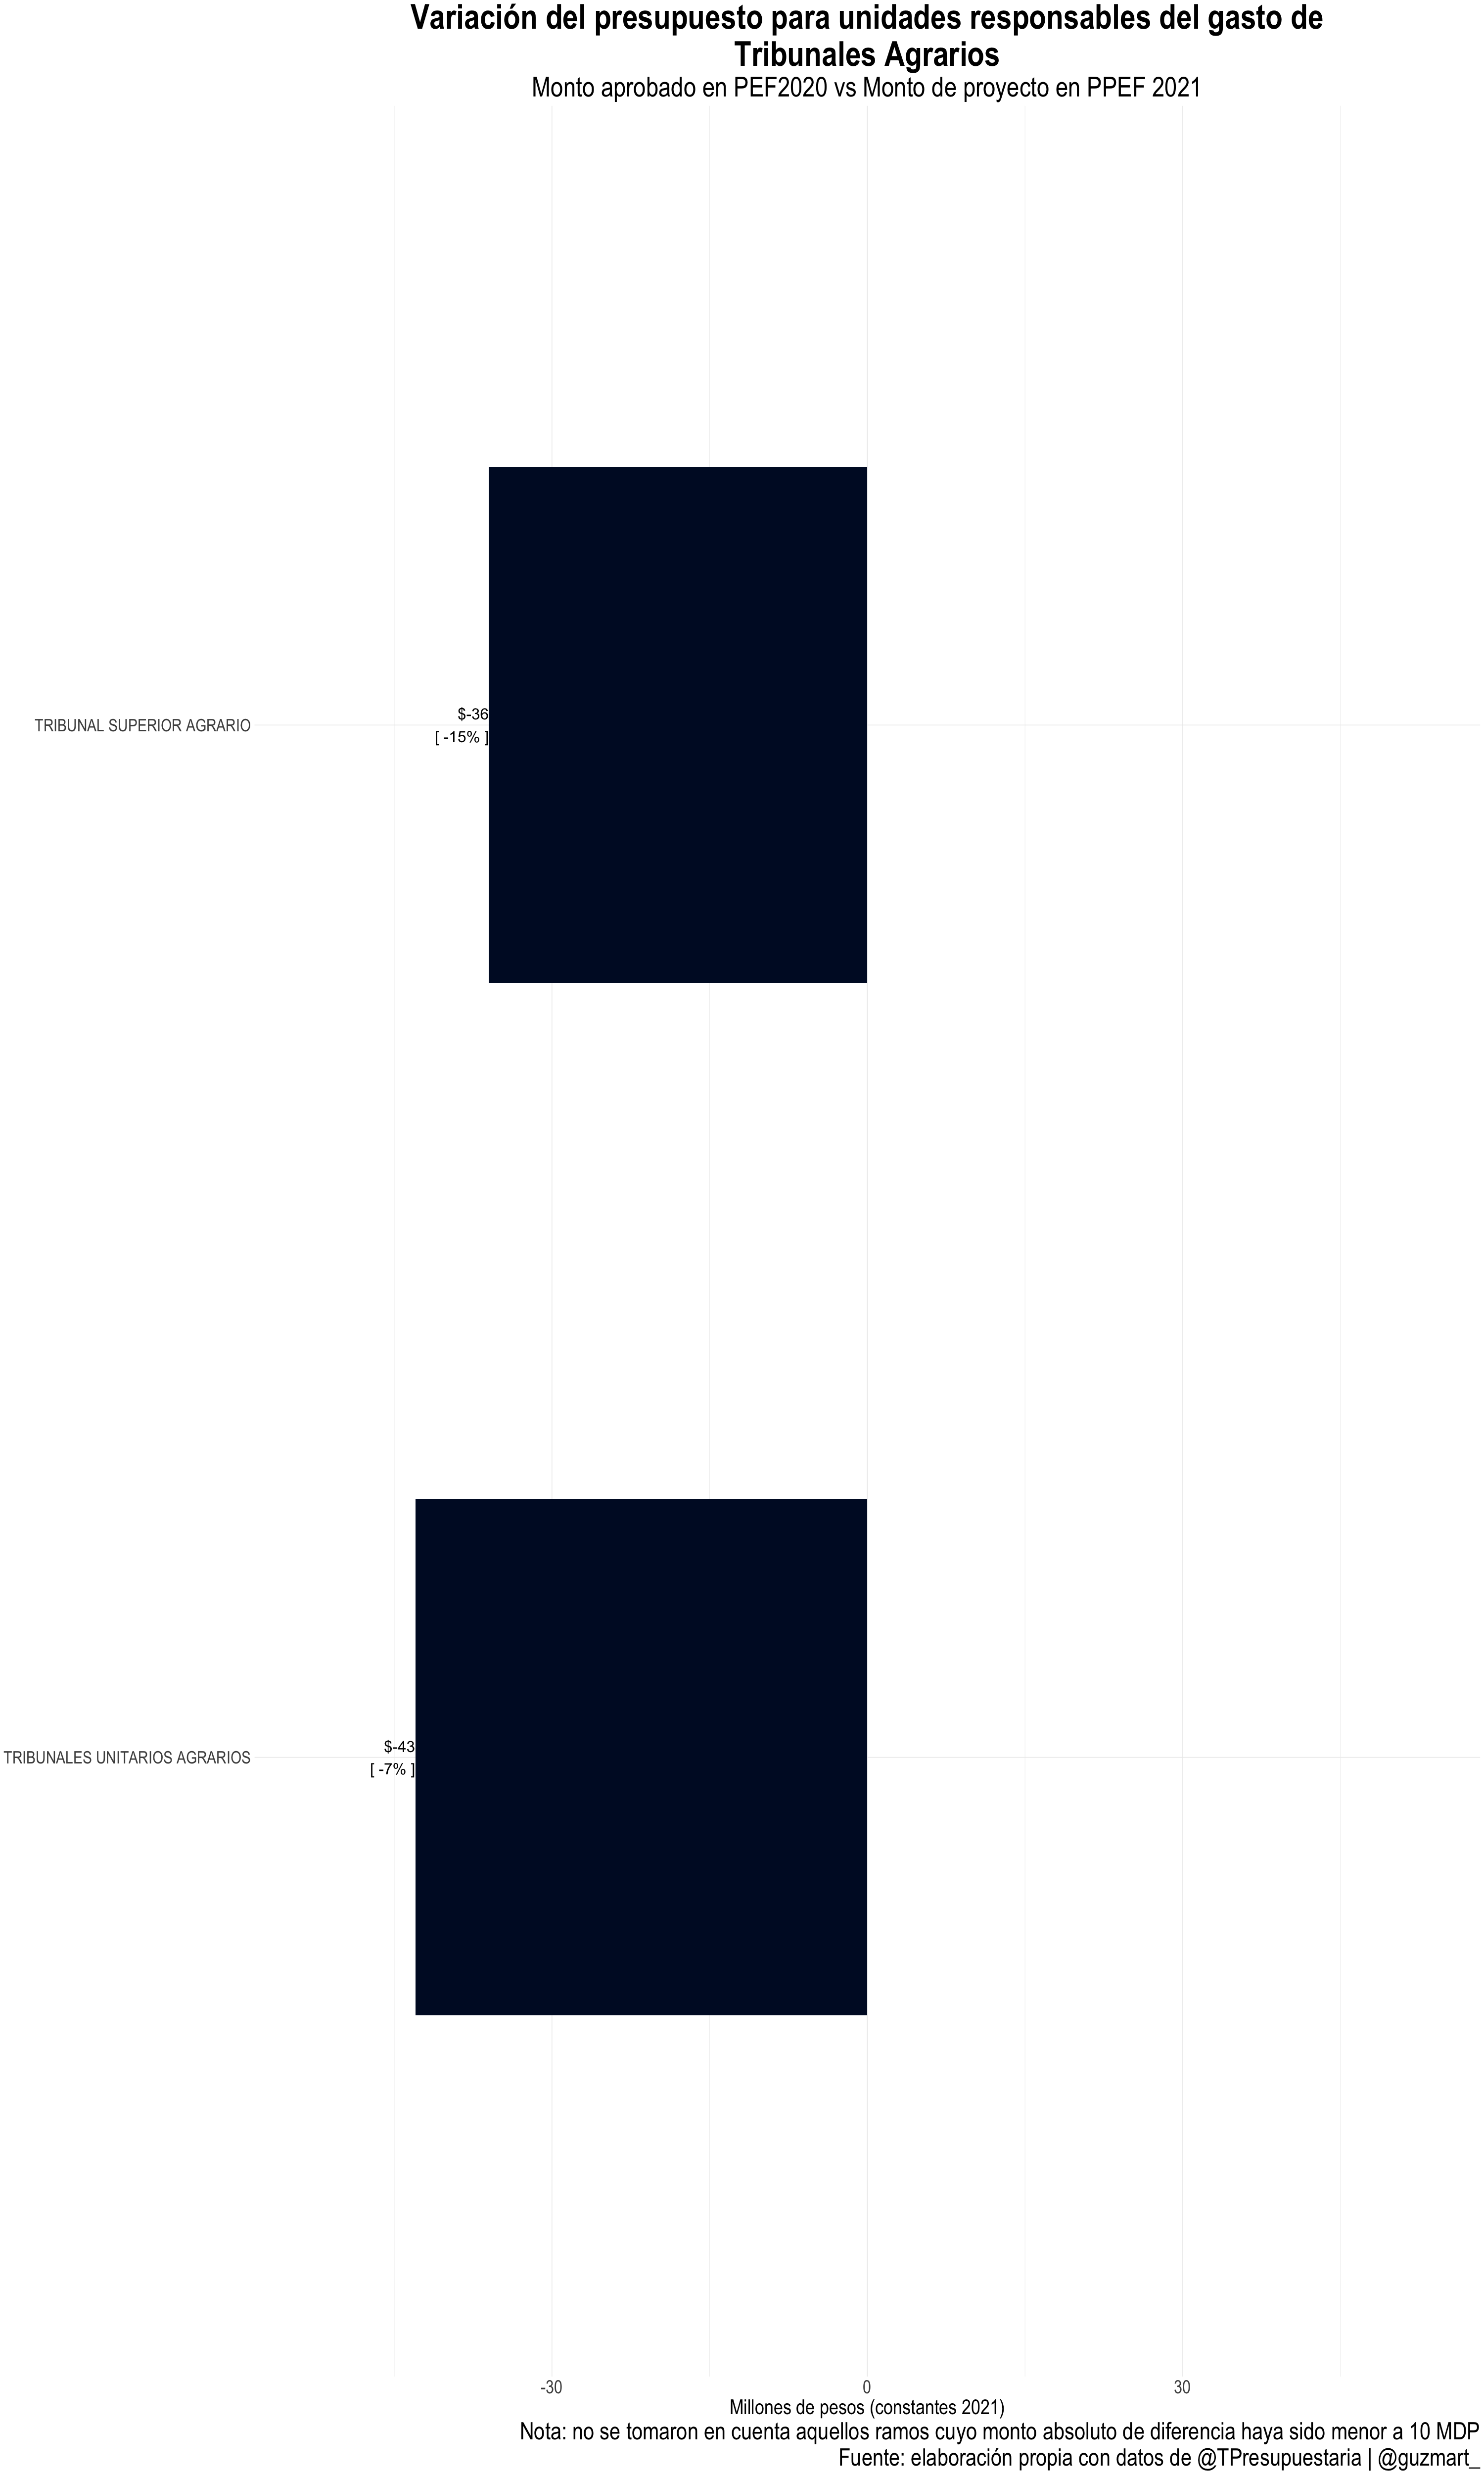 Variación del presupuesto para unidades responsables del gasto de
Tribunales Agrarios
Monto aprobado en PEF2020 vs Monto de proyecto en PPEF 2021
TRIBUNAL SUPERIOR AGRARIO
$-36
[ -15% ]
TRIBUNALES UNITARIOS AGRARIOS
$-43
[ -7% ]
-30
0
30
Millones de pesos (constantes 2021)
Nota: no se tomaron en cuenta aquellos ramos cuyo monto absoluto de diferencia haya sido menor a 10 MDP
Fuente: elaboración propia con datos de @TPresupuestaria | @guzmart_